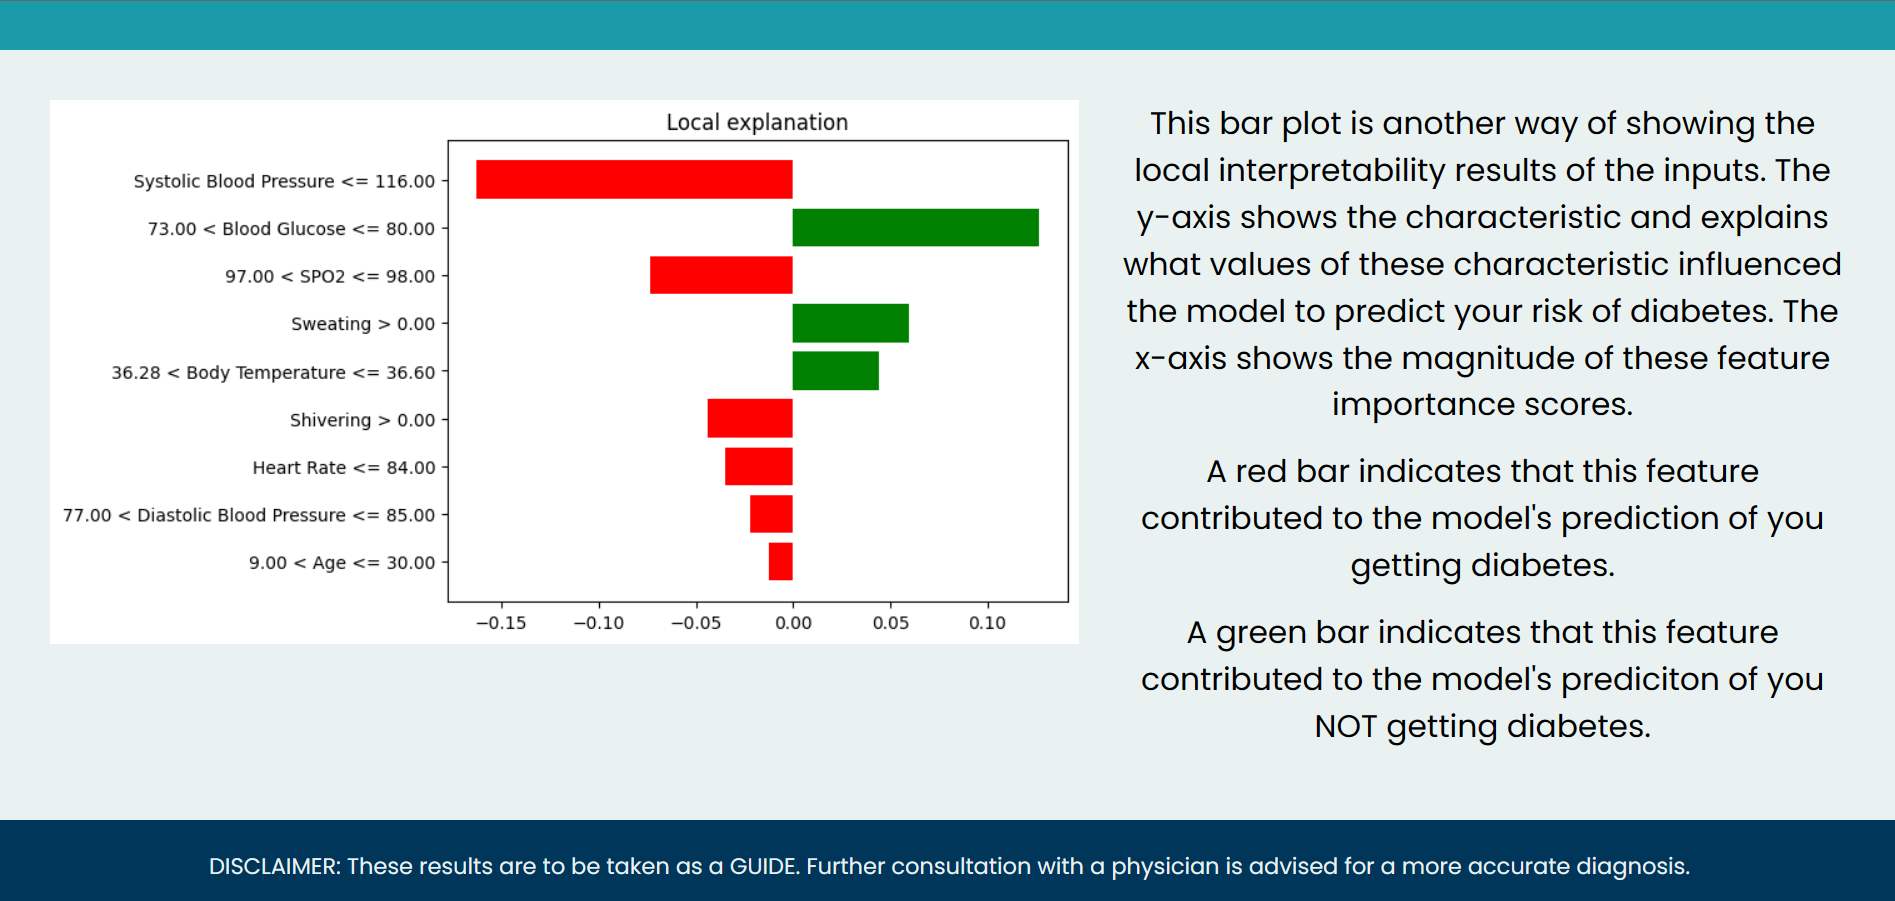 Local explanation
Systolic Blood Pressure <= 116.00
73.00 < Blood Glucose <= 80.00
97.00 < SPO2 <= 98.00
Sweating > 0.00
36.28 < Body Temperature <= 36.60
Shivering > 0.00
Heart Rate <= 84.00
77.00 < Diastolic Blood Pressure <= 85.00
9.00 < Age <= 30.00
−0.15 −0.10 −0.05 0.00 0.05 0.10
This bar plot is another way of showing the
local interpretability results of the inputs. The
y-axis shows the characteristic and explains
what values of these characteristic influenced
the model to predict your risk of diabetes. The
x-axis shows the magnitude of these feature
importance scores.
A red bar indicates that this feature
contributed to the model's prediction of you
getting diabetes.
A green bar indicates that this feature
contributed to the model's prediciton of you
NOT getting diabetes.
DISCLAIMER: These results are to be taken as a GUIDE. Further consultation with a physician is advised for a more accurate diagnosis.